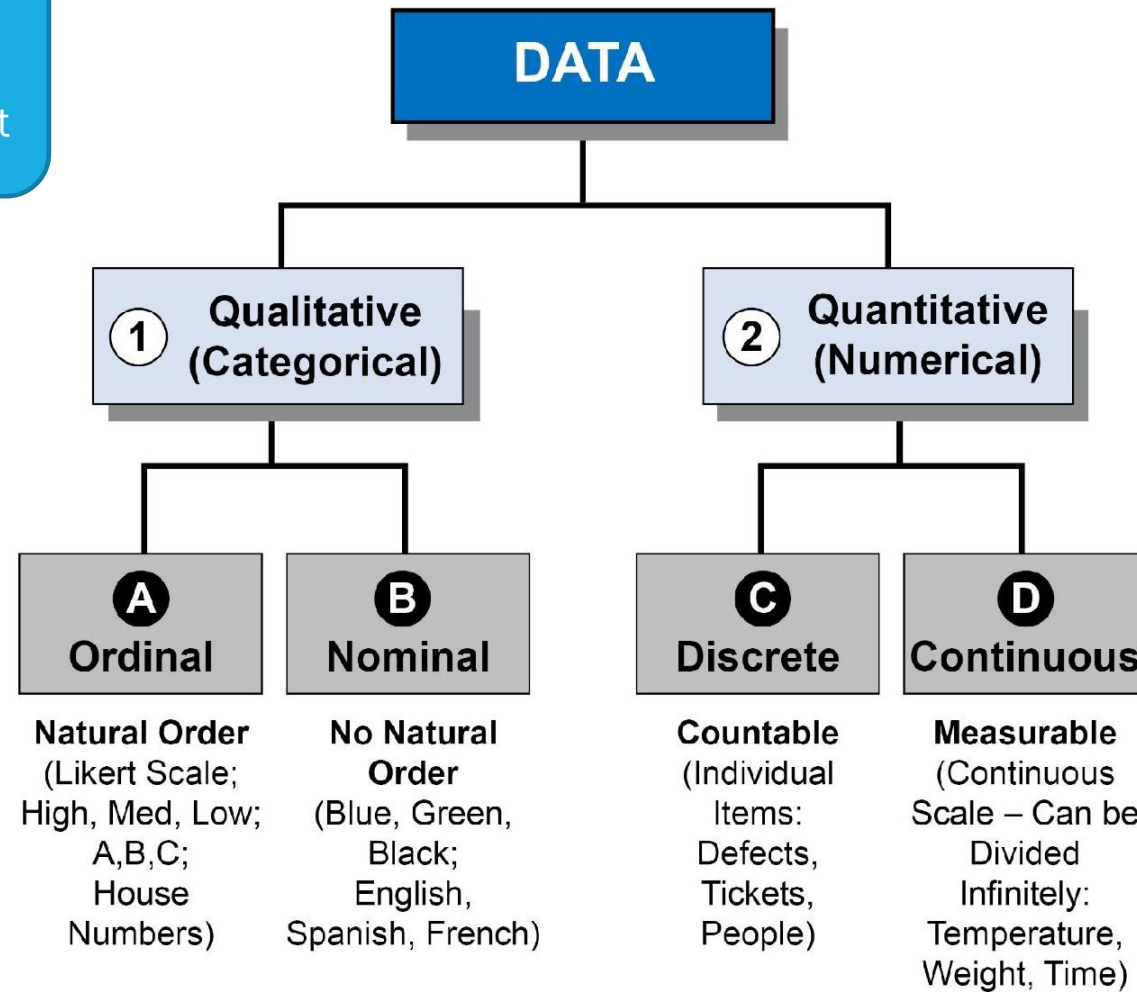 t
DATA
1
Qualitative
(Categorical)
2
Quantitative
(Numerical)
A
Ordinal
B
Nominal
C
Discrete
D
Continuous
Natural Order
(Likert Scale;
High, Med, Low;
A,B,C;
House
Numbers)
No Natural
Order
(Blue, Green,
Black;
English,
Spanish, French)
Countable
(Individual
Items:
Defects,
Tickets,
People)
Measurable
(Continuous
Scale – Can be
Divided
Infinitely:
Temperature,
Weight, Time)